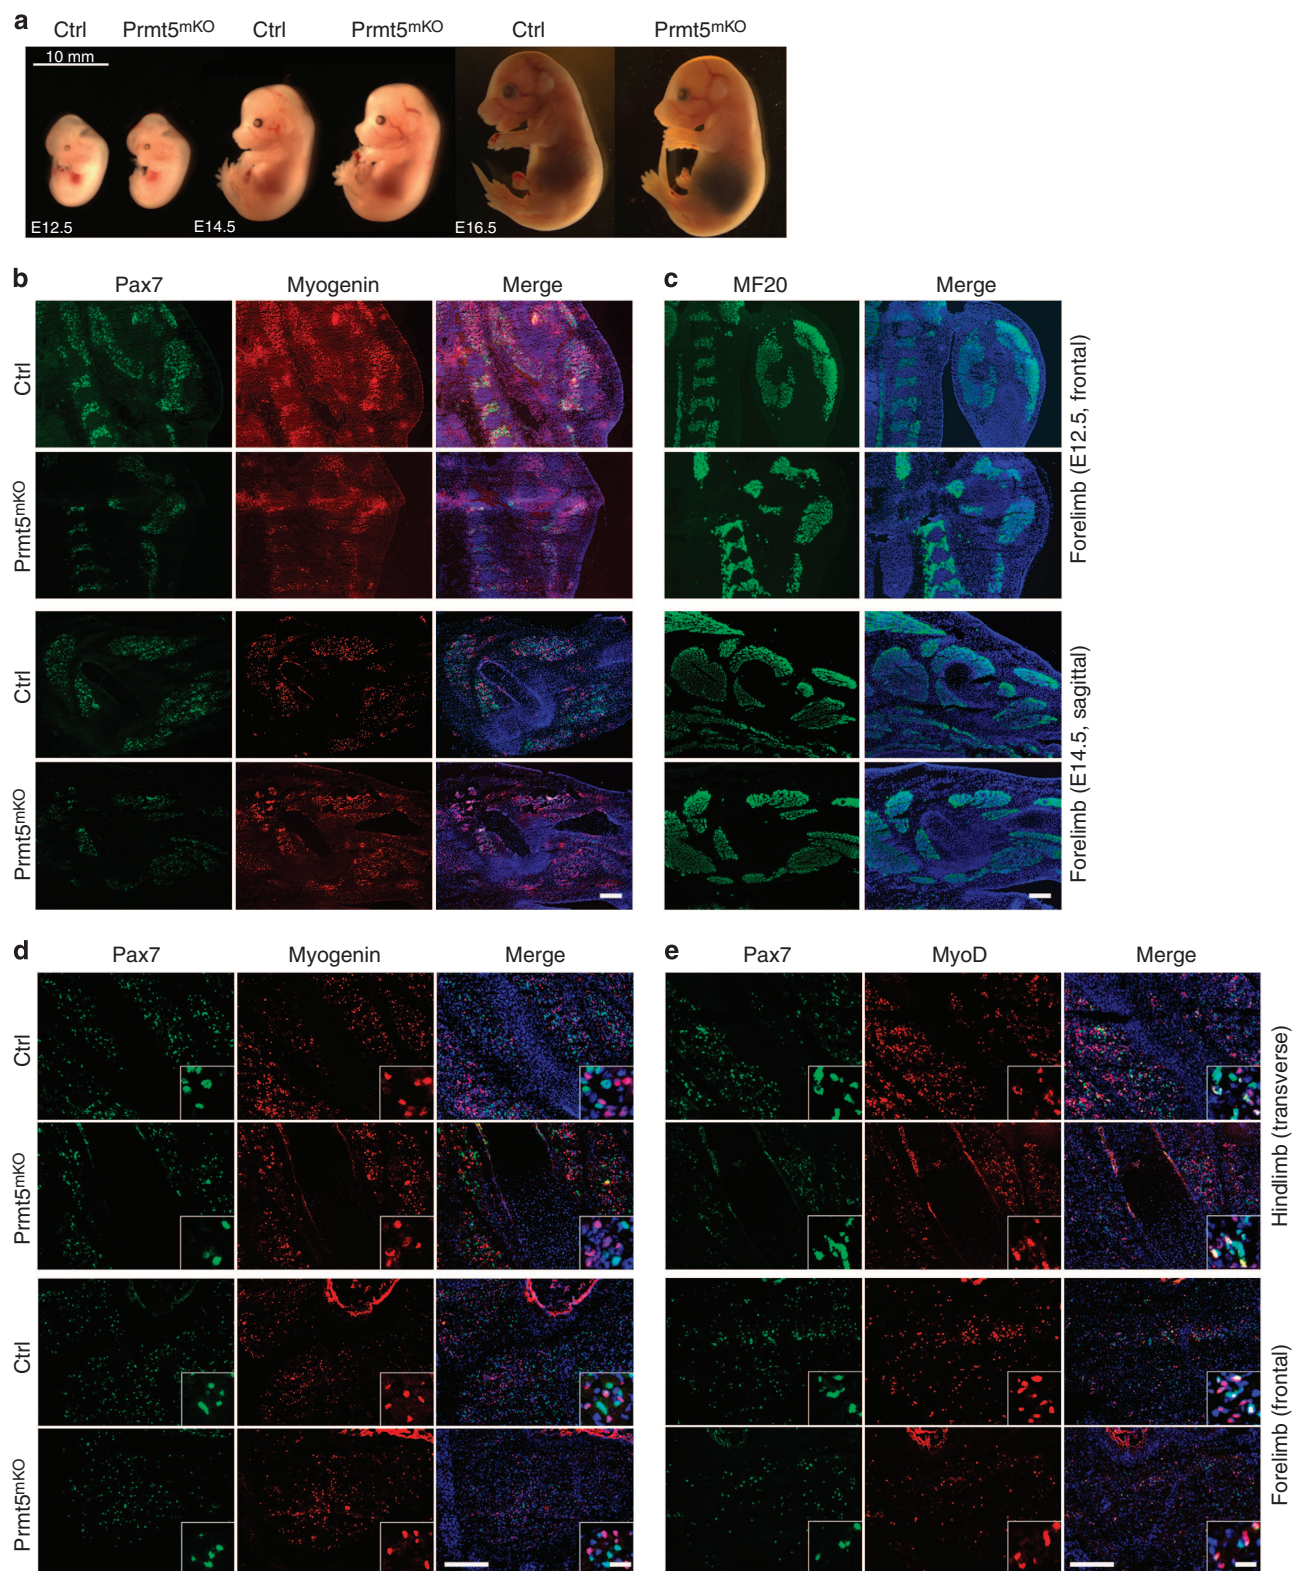 a
Ctrl Prmt5mKO Ctrl Prmt5mKO Ctrl Prmt5mKO
10 mm
E12.5 E14.5 E16.5
b
Pax7 Myogenin Merge
Ctrl
Prmt5mKO
Ctrl
Prmt5mKO
c
MF20 Merge
Forelimb (E12.5, frontal)
Forelimb (E14.5, sagittal)
d
Pax7 Myogenin Merge
Ctrl
Prmt5mKO
Ctrl
Prmt5mKO
e
Pax7 MyoD Merge
Hindlimb (transverse)
Forelimb (frontal)